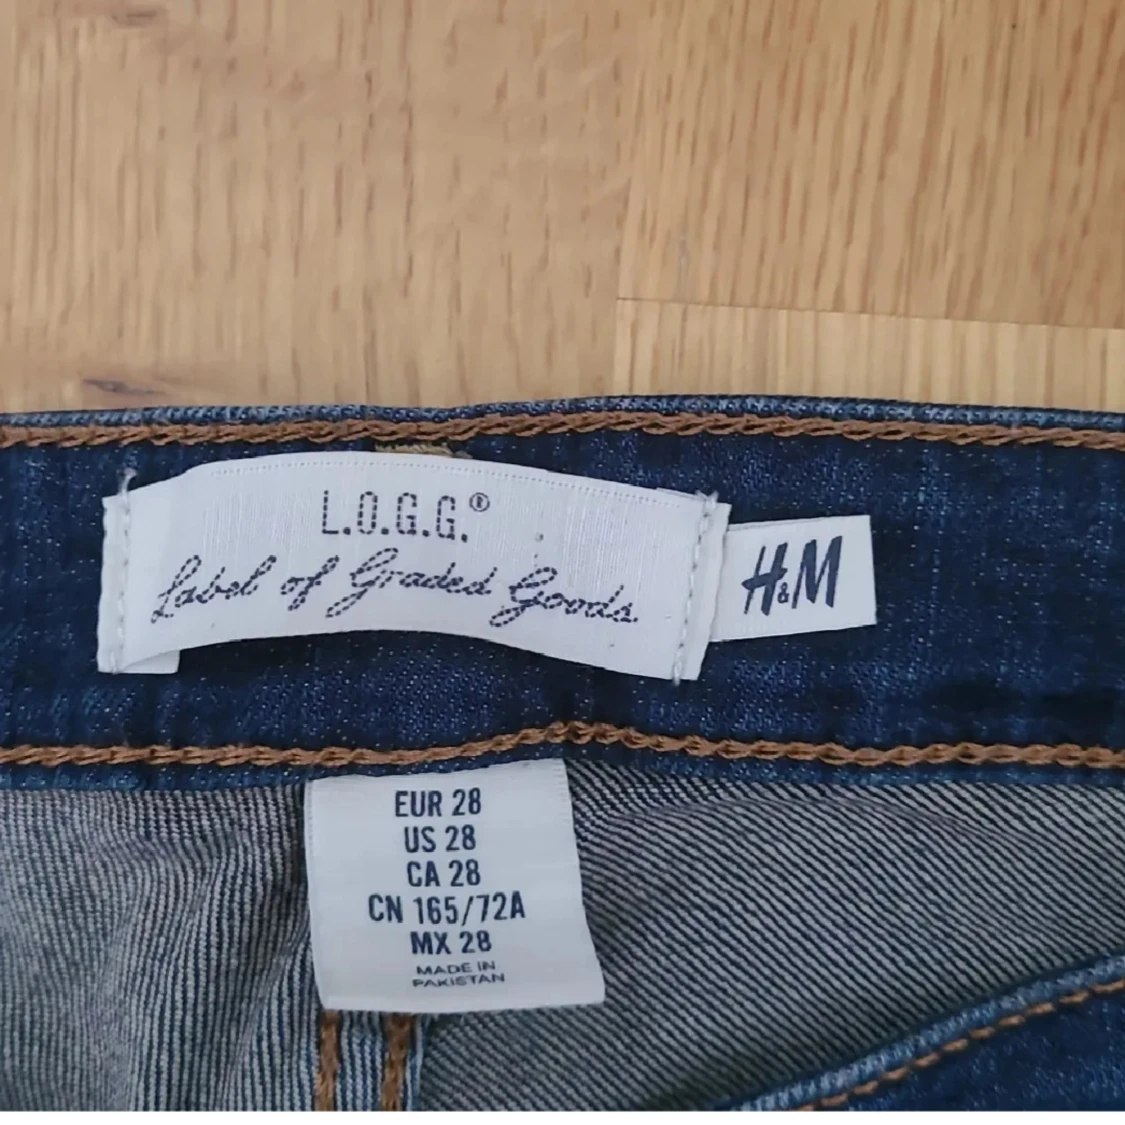 L.O.G.G.®
Label of Graded Goods
H&M
EUR 28
US 28
CA 28
CN 165/72A
MX 28
MADE IN
PAKISTAN